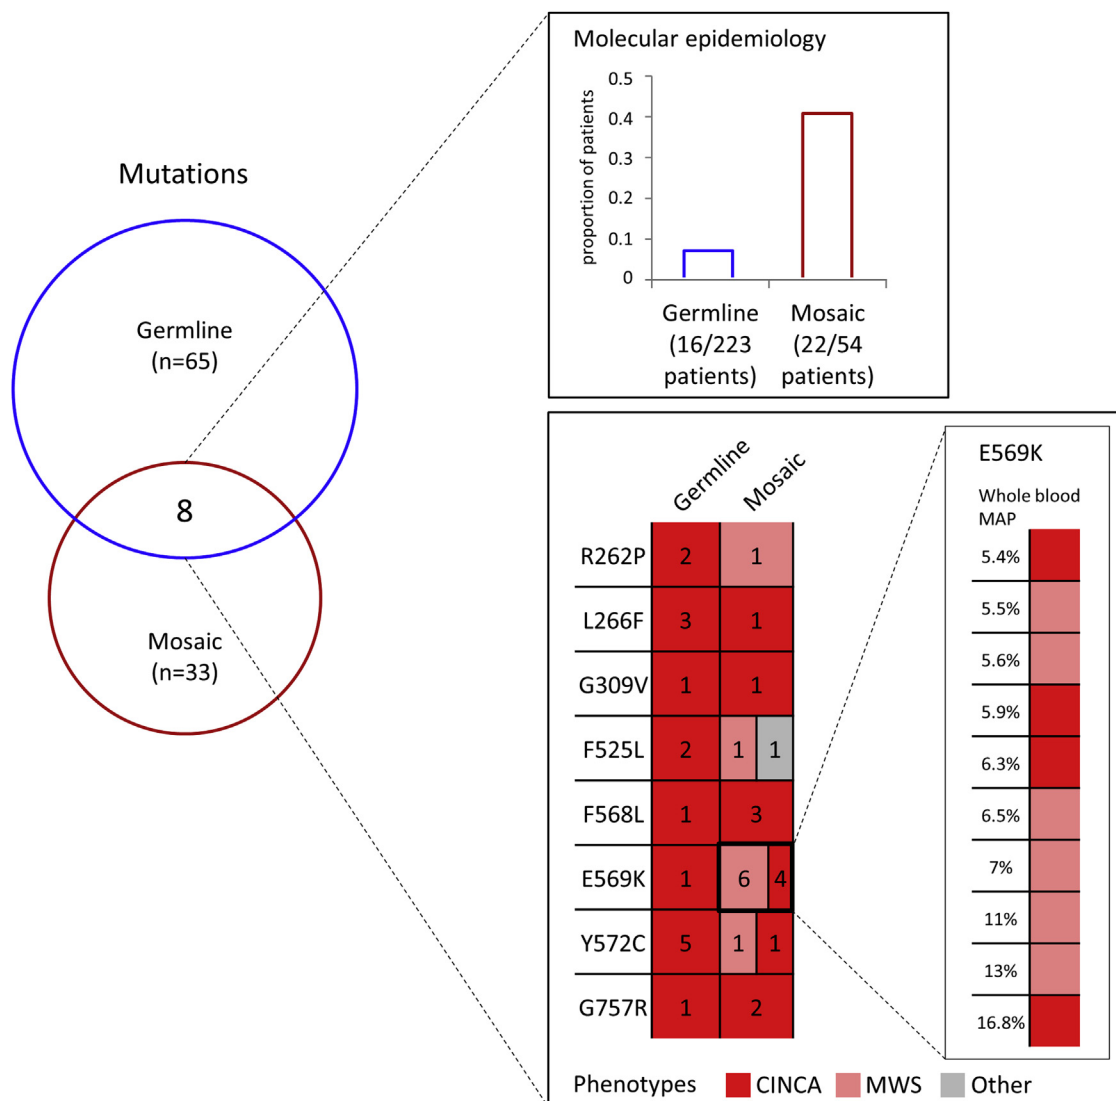 Mutations
Germline
(n=65)
8
Mosaic
(n=33)
Molecular epidemiology
proportion of patients
0.5
0.4
0.3
0.2
0.1
0
Germline
(16/223
patients)
Mosaic
(22/54
patients)
Germline
Mosaic
R262P 2 1
L266F 3 1
G309V 1 1
F525L 2 1 1
F568L 1 3
E569K 1 6 4
Y572C 5 1 1
G757R 1 2
E569K
Whole blood
MAP
5.4%
5.5%
5.6%
5.9%
6.3%
6.5%
7%
11%
13%
16.8%
Phenotypes CINCA MWS Other